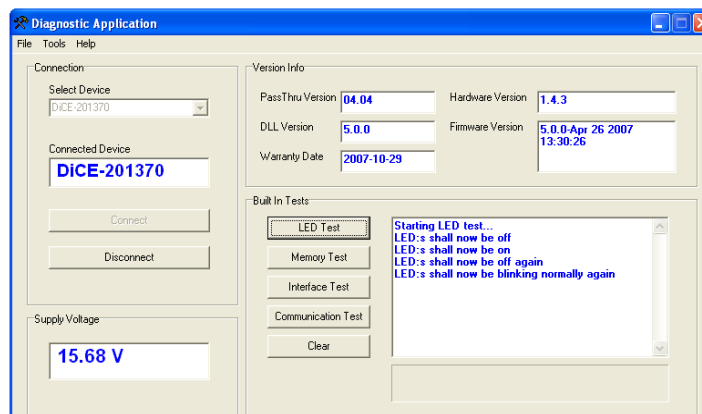 Diagnostic Application
File Tools Help
Connection
Select Device
DiCE-201370
Connected Device
DiCE-201370
Connect
Disconnect
Supply Voltage
15.68 V
Version Info
PassThru Version 04.04
Hardware Version 1.4.3
DLL Version 5.0.0
Firmware Version 5.0.0-Apr 26 2007
13:30:26
Warranty Date 2007-10-29
Built In Tests
LED Test
Memory Test
Interface Test
Communication Test
Clear
Starting LED test...
LED:s shall now be off
LED:s shall now be on
LED:s shall now be off again
LED:s shall now be blinking normally again